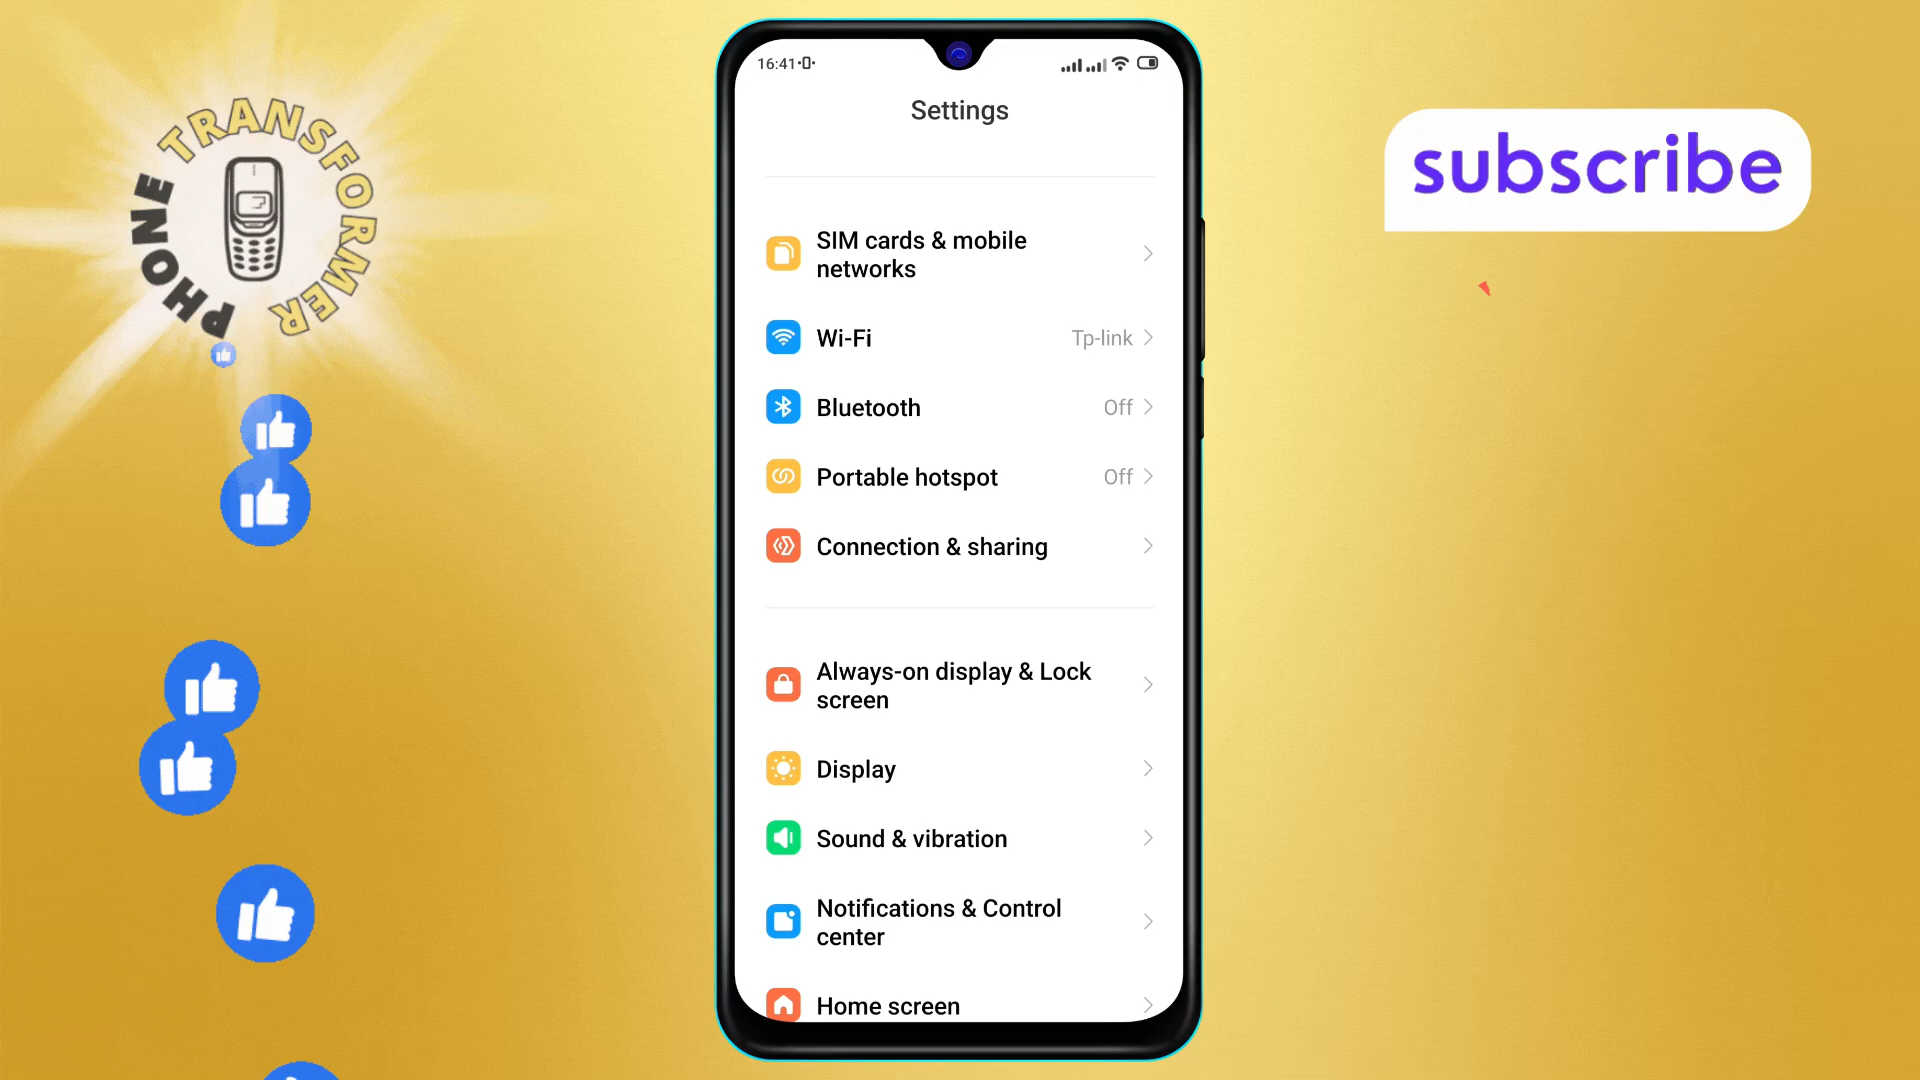 PHONE TRANSFORMER
16:41
Settings
subscribe
SIM cards & mobile
networks
Wi-Fi
Tp-link
Bluetooth
Off
Portable hotspot
Off
Connection & sharing
Always-on display & Lock
screen
Display
Sound & vibration
Notifications & Control
center
Home screen